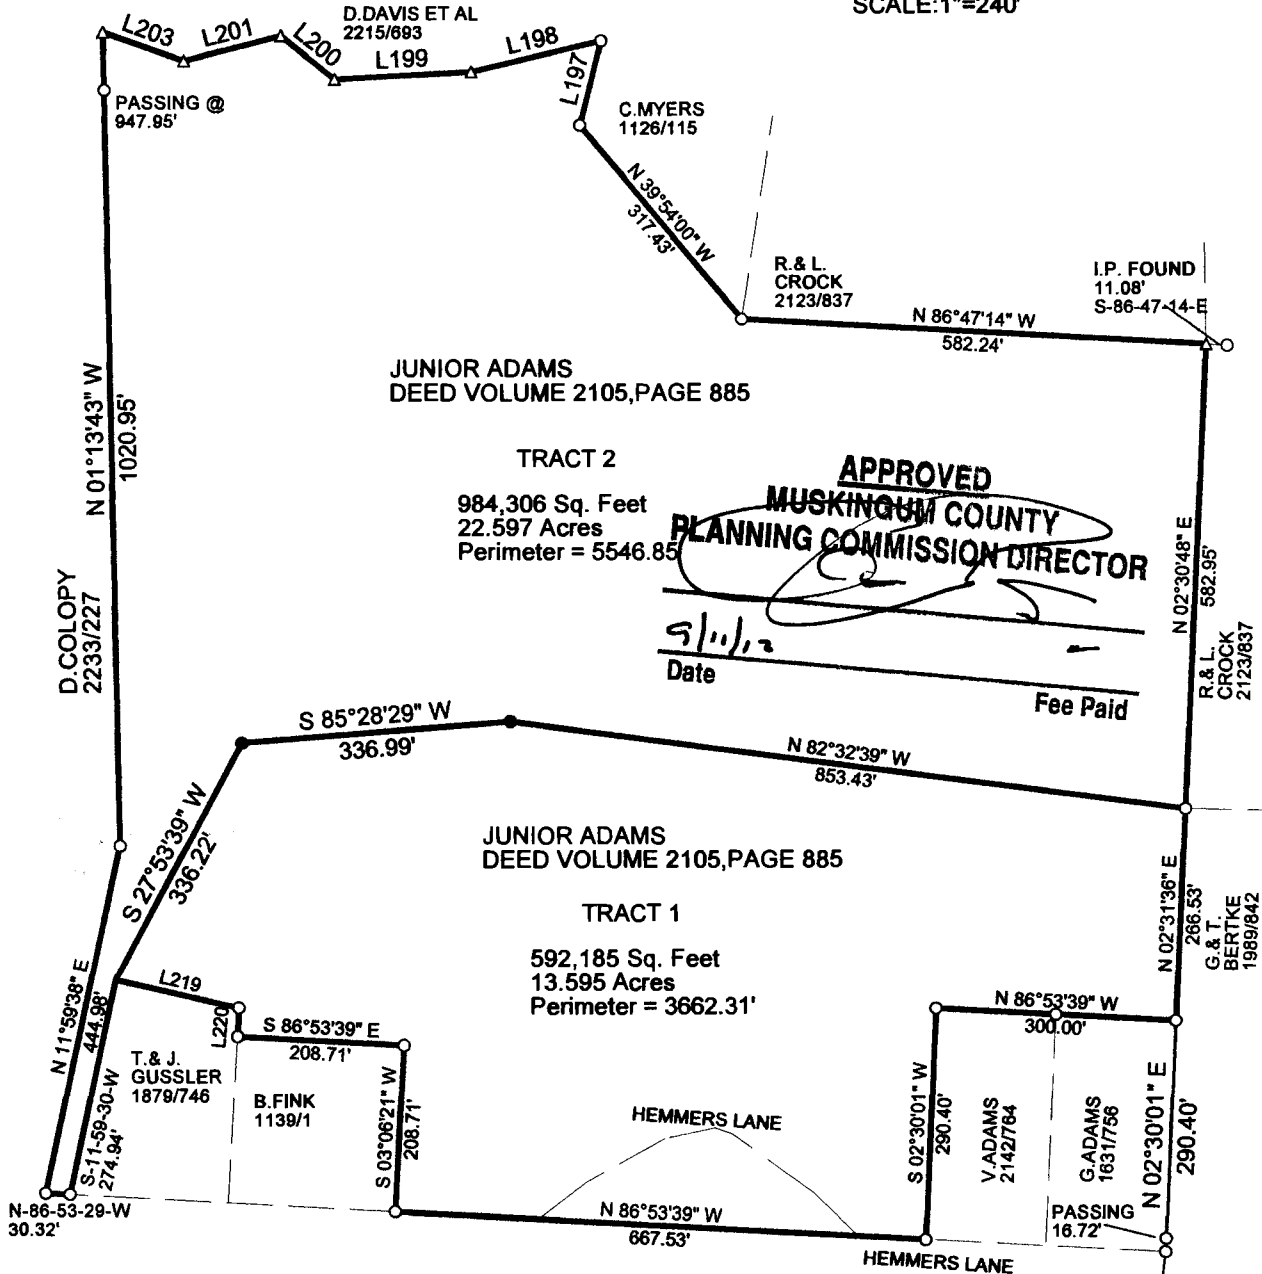 SCALE:1"=240'
D.DAVIS ET AL
2215/693
L203
L201
L200
L199
L198
L197
PASSING @
947.95'
C.MYERS
1126/115
N 39°54'00" W
317.43'
R.& L.
CROCK
2123/837
I.P. FOUND
11.08'
S-86-47-14-E
N 86°47'14" W
582.24'
JUNIOR ADAMS
DEED VOLUME 2105,PAGE 885
TRACT 2
984,306 Sq. Feet
22.597 Acres
Perimeter = 5546.85
N 01°13'43" W
1020.95'
D.COLOPY
2233/227
APPROVED
MUSKINGUM COUNTY
PLANNING COMMISSION DIRECTOR
9/11/12
Date
Fee Paid
N 02°30'48" E
582.95'
R.& L.
CROCK
2123/837
S 85°28'29" W
336.99'
N 82°32'39" W
853.43'
S 27°53'39" W
336.22'
JUNIOR ADAMS
DEED VOLUME 2105,PAGE 885
TRACT 1
592,185 Sq. Feet
13.595 Acres
Perimeter = 3662.31'
N 02°31'36" E
266.53'
G.& T.
BERTKE
1989/842
N 11°59'38" E
444.98'
L219
L220
S 86°53'39" E
208.71'
T.& J.
GUSSLER
1879/746
B.FINK
1139/1
S-11-59-30-W
274.94'
S 03°06'21" W
208.71'
HEMMERS LANE
N 86°53'39" W
300.00'
S 02°30'01" W
290.40'
V.ADAMS
2142/764
G.ADAMS
1631/756
N 02°30'01" E
290.40'
PASSING
16.72'
N-86-53-29-W
30.32'
N 86°53'39" W
667.53'
HEMMERS LANE